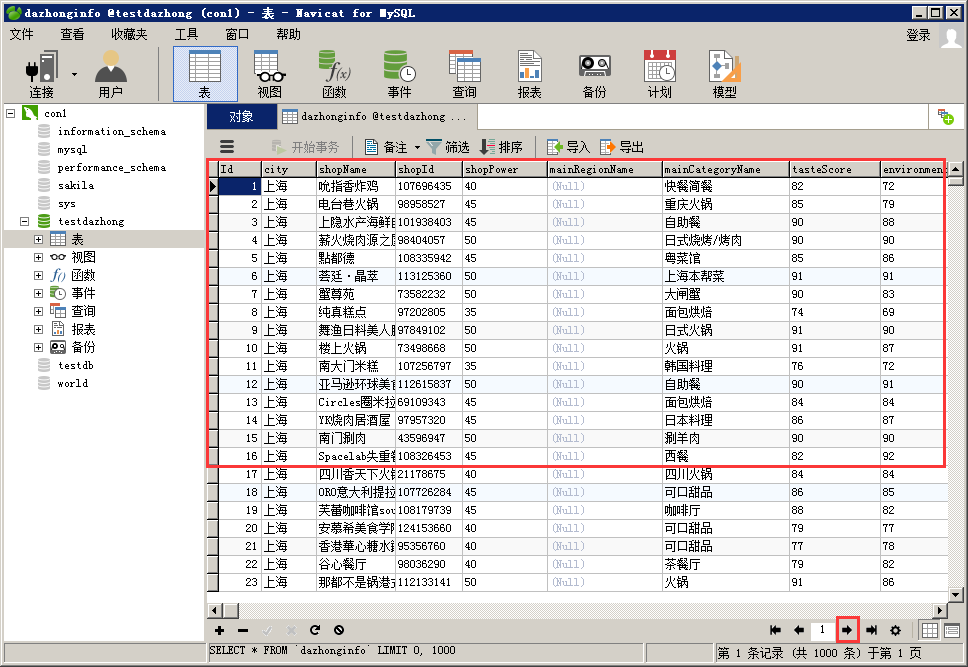 dazhonginfo @testdazhong (con1) - 表 - Navicat for MySQL
文件 查看 收藏夹 工具 窗口 帮助 登录
连接 用户 表 视图 函数 事件 查询 报表 备份 计划 模型
con1
information_schema
mysql
performance_schema
sakila
sys
testdazhong
表
视图
函数
事件
查询
报表
备份
testdb
world
对象 dazhonginfo @testdazhong ...
开始事务 备注 筛选 排序 导入 导出
Id city shopName shopId shopPower mainRegionName mainCategoryName tasteScore environmen
1 上海 吮指香炸鸡 107696435 40 (Null) 快餐简餐 82 72
2 上海 电台巷火锅 98958527 45 (Null) 重庆火锅 85 79
3 上海 上隐水产海鲜 101938403 45 (Null) 自助餐 90 88
4 上海 薪火烧肉源之 98404057 50 (Null) 日式烧烤/烤肉 90 90
5 上海 點都德 108335942 45 (Null) 粤菜馆 85 86
6 上海 荟廷·晶萃 113125360 50 (Null) 上海本帮菜 91 91
7 上海 蟹尊苑 73582232 50 (Null) 大闸蟹 90 83
8 上海 纯真糕点 97202805 35 (Null) 面包烘焙 74 69
9 上海 舞渔日料美人 97849102 50 (Null) 日式火锅 91 90
10 上海 楼上火锅 73498668 50 (Null) 火锅 91 87
11 上海 南大门米糕 107256797 35 (Null) 韩国料理 76 72
12 上海 亚马逊环球美 112615837 50 (Null) 自助餐 90 91
13 上海 Circles圈米拉 69109343 45 (Null) 面包烘焙 84 84
14 上海 YK烧肉居酒屋 97957320 45 (Null) 日本料理 86 87
15 上海 南门涮肉 43596947 50 (Null) 涮羊肉 90 90
16 上海 Spacelab失重 108326453 45 (Null) 西餐 82 92
17 上海 四川香天下火 21178675 40 (Null) 四川火锅 84 84
18 上海 ORO意大利提拉 107726284 45 (Null) 可口甜品 86 85
19 上海 芙蕾咖啡馆sou 108179739 45 (Null) 咖啡厅 88 82
20 上海 安慕希美食学 124153660 40 (Null) 可口甜品 79 77
21 上海 香港華心糖水 95356760 40 (Null) 可口甜品 77 78
22 上海 谷心餐厅 98036290 40 (Null) 茶餐厅 79 82
23 上海 那都不是锅港 112133141 50 (Null) 火锅 91 86
1
SELECT * FROM `dazhonginfo` LIMIT 0, 1000 第 1 条记录 (共 1000 条) 于第 1 页